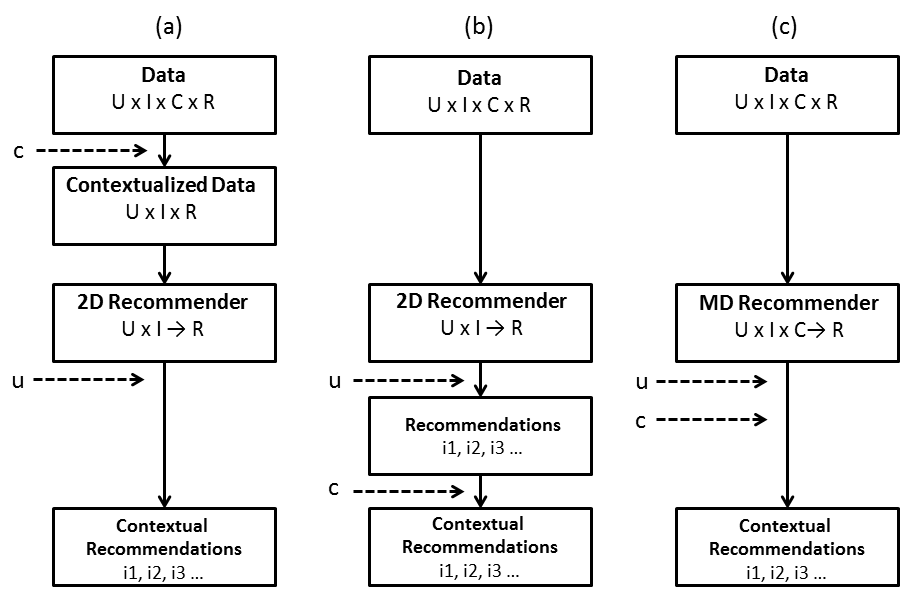 (a)
Data
U x I x C x R
c
Contextualized Data
U x I x R
2D Recommender
U x I → R
u
Contextual
Recommendations
i1, i2, i3 ...
(b)
Data
U x I x C x R
2D Recommender
U x I → R
u
Recommendations
i1, i2, i3 ...
c
Contextual
Recommendations
i1, i2, i3 ...
(c)
Data
U x I x C x R
MD Recommender
U x I x C→ R
u
c
Contextual
Recommendations
i1, i2, i3 ...